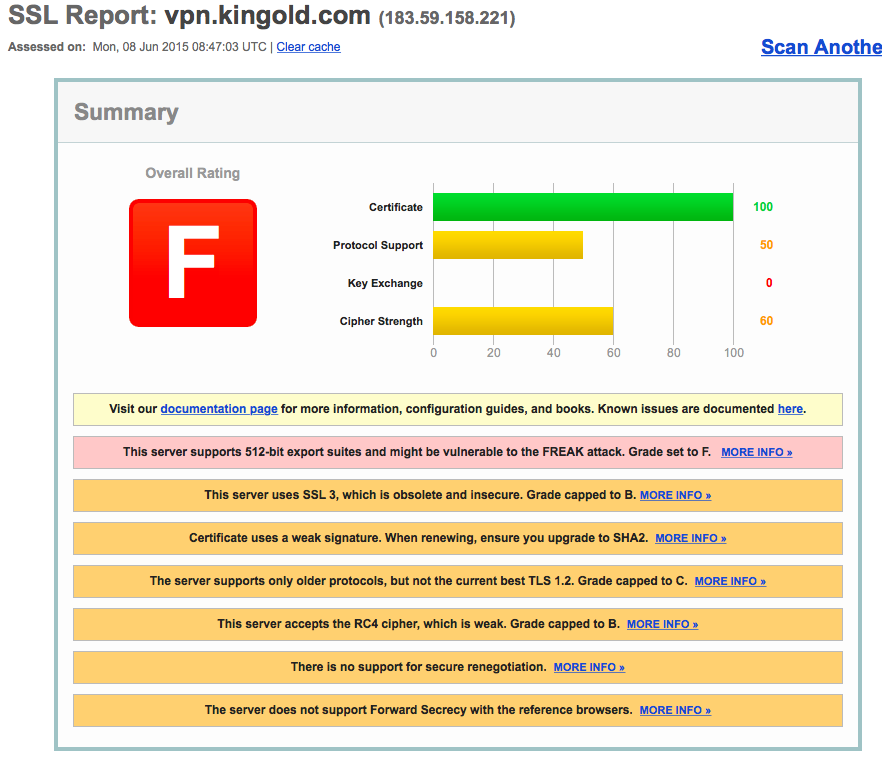 SSL Report: vpn.kingold.com (183.59.158.221)
Assessed on: Mon, 08 Jun 2015 08:47:03 UTC | Clear cache
Scan Anothe
Summary
Overall Rating
F
Certificate 100
Protocol Support 50
Key Exchange 0
Cipher Strength 60
0 20 40 60 80 100
Visit our documentation page for more information, configuration guides, and books. Known issues are documented here.
This server supports 512-bit export suites and might be vulnerable to the FREAK attack. Grade set to F. MORE INFO »
This server uses SSL 3, which is obsolete and insecure. Grade capped to B. MORE INFO »
Certificate uses a weak signature. When renewing, ensure you upgrade to SHA2. MORE INFO »
The server supports only older protocols, but not the current best TLS 1.2. Grade capped to C. MORE INFO »
This server accepts the RC4 cipher, which is weak. Grade capped to B. MORE INFO »
There is no support for secure renegotiation. MORE INFO »
The server does not support Forward Secrecy with the reference browsers. MORE INFO »